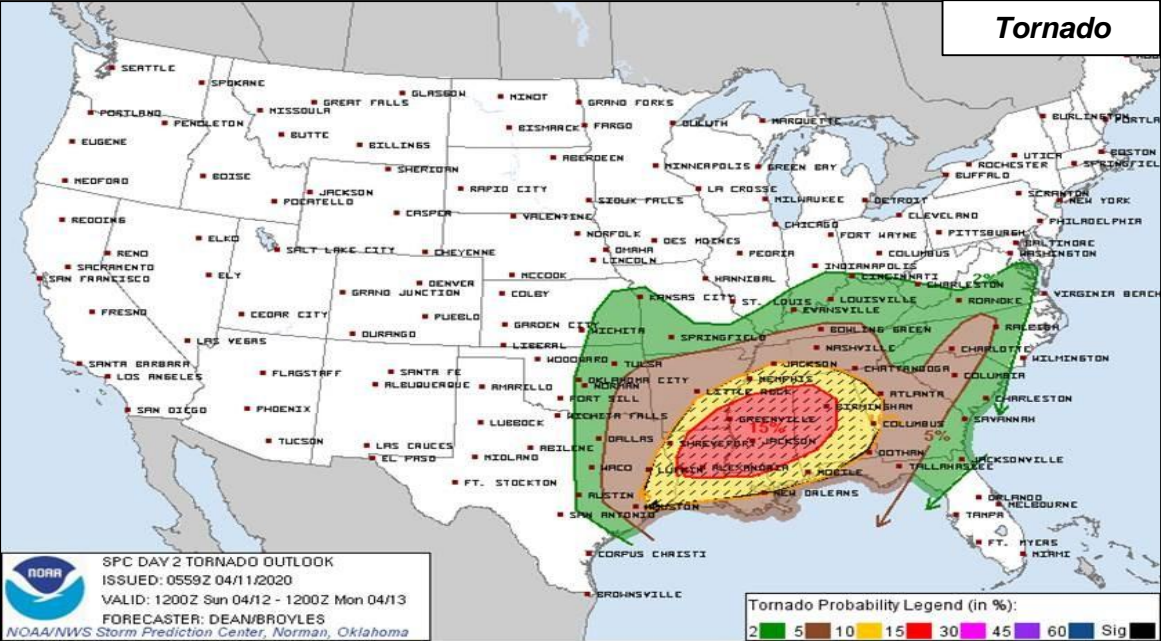 Tornado
SEATTLE
SPOKANE
PORTLAND
PENDLETON
MISSOULA
GREAT FALLS
GLASGOW
MINOT
GRAND FORKS
DULUTH
MARQUETTE
BURLINGTON
PORTLA
EUGENE
BUTTE
BILLINGS
BISMARCK
FARGO
MEDFORD
BOISE
SHERIDAN
ABERDEEN
MINNEAPOLIS
GREEN BAY
UTICA
BOSTON
ROCHESTER
SPRINGFIEL
BUFFALO
JACKSON
POCATELLO
RAPID CITY
LA CROSSE
SIOUX FALLS
MILWAUKEE
DETROIT
SCRANTON
NEW YORK
REDDING
CASPER
VALENTINE
CLEVELAND
PHILADELPHIA
ELKO
NORFOLK
CHICAGO
FORT WAYNE
PITTSBURGH
RENO
SALT LAKE CITY
CHEYENNE
OMAHA
LINCOLN
DES MOINES
PEORIA
COLUMBUS
BALTIMORE
WASHINGTON
SACRAMENTO
SAN FRANCISCO
ELY
DENVER
MCCOOK
HANNIBAL
INDIANAPOLIS
CINCINNATI
CHARLESTON
2%
GRAND JUNCTION
COLBY
KANSAS CITY
ST. LOUIS
LOUISVILLE
ROANOKE
VIRGINIA BEACH
FRESNO
CEDAR CITY
PUEBLO
EVANSVILLE
LAS VEGAS
DURANGO
GARDEN CITY
WICHITA
SPRINGFIELD
BOWLING GREEN
RALEIGH
LIBERAL
NASHVILLE
CHARLOTTE
SANTA BARBARA
LOS ANGELES
FLAGSTAFF
SANTA FE
ALBUQUERQUE
WOODWARD
TULSA
JACKSON
CHATTANOGGA
WILMINGTON
AMARILLO
OKLAHOMA CITY
NORMAN
MEMPHIS
COLUMBIA
SAN DIEGO
PHOENIX
FORT SILL
LITTLE ROCK
ATLANTA
CHARLESTON
LUBBOCK
WICHITA FALLS
GREENVILLE
BIRMINGHAM
SAVANNAH
TUCSON
LAS CRUCES
EL PASO
ABILENE
MIDLAND
DALLAS
SHREVEPORT
15%
JACKSON
COLUMBUS
5%
DOTHAN
WACO
LUFKIN
ALEXANDRIA
MOBILE
TALLAHASSEE
JACKSONVILLE
FT. STOCKTON
AUSTIN
SAN ANTONIO
HOUSTON
NEW ORLEANS
ORLANDO
MELBOURNE
TAMPA
CORPUS CHRISTI
FT. MYERS
MIAMI
BROWNSVILLE
NOAA
SPC DAY 2 TORNADO OUTLOOK
ISSUED: 0559Z 04/11/2020
VALID: 1200Z Sun 04/12 - 1200Z Mon 04/13
FORECASTER: DEAN/BROYLES
NOAA/NWS Storm Prediction Center, Norman, Oklahoma
Tornado Probability Legend (in %):
2 5 10 15 30 45 60 Sig